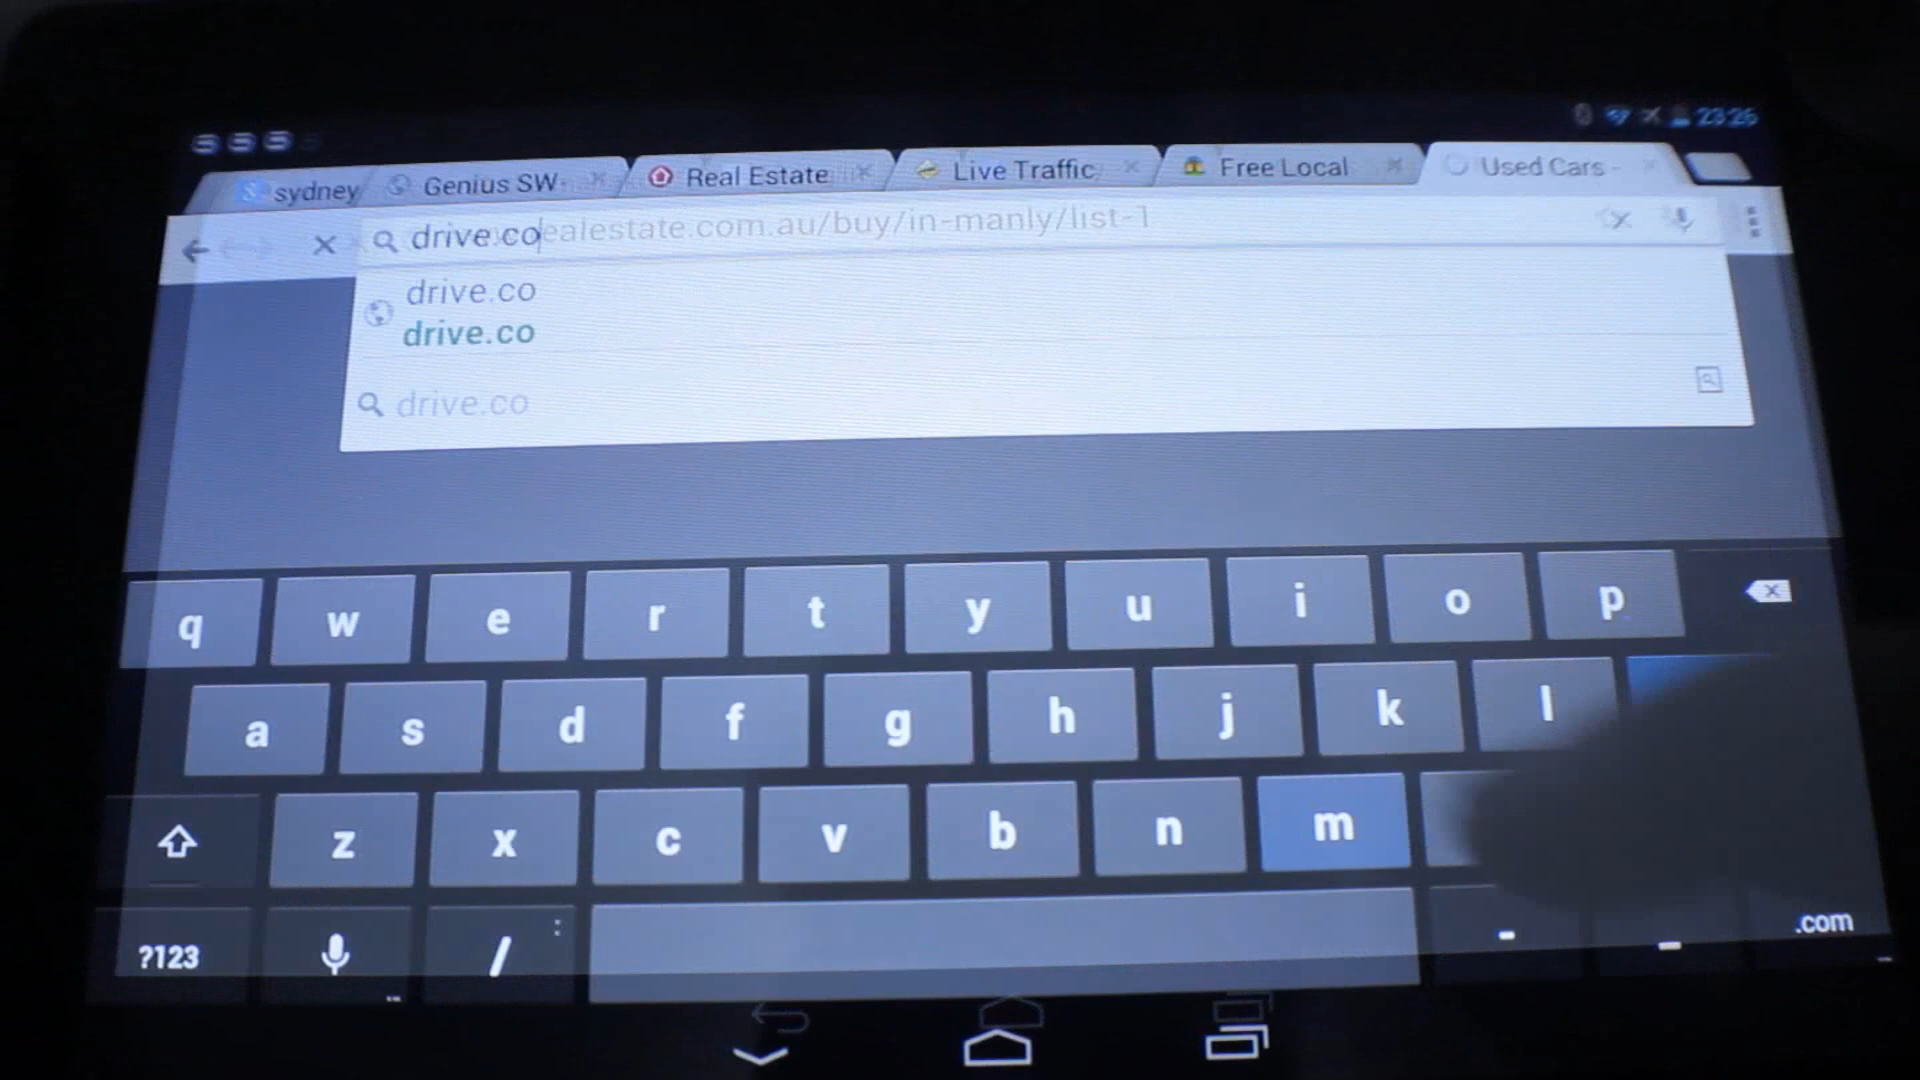 23:26
sydney
Genius SW-
Real Estate
Live Traffic
Free Local
Used Cars -
drive.co
ealestate.com.au/buy/in-manly/list-1
drive.co
drive.co
drive.co
q w e r t y u i o p
a s d f g h j k l
z x c v b n m
?123 / : - _ .com